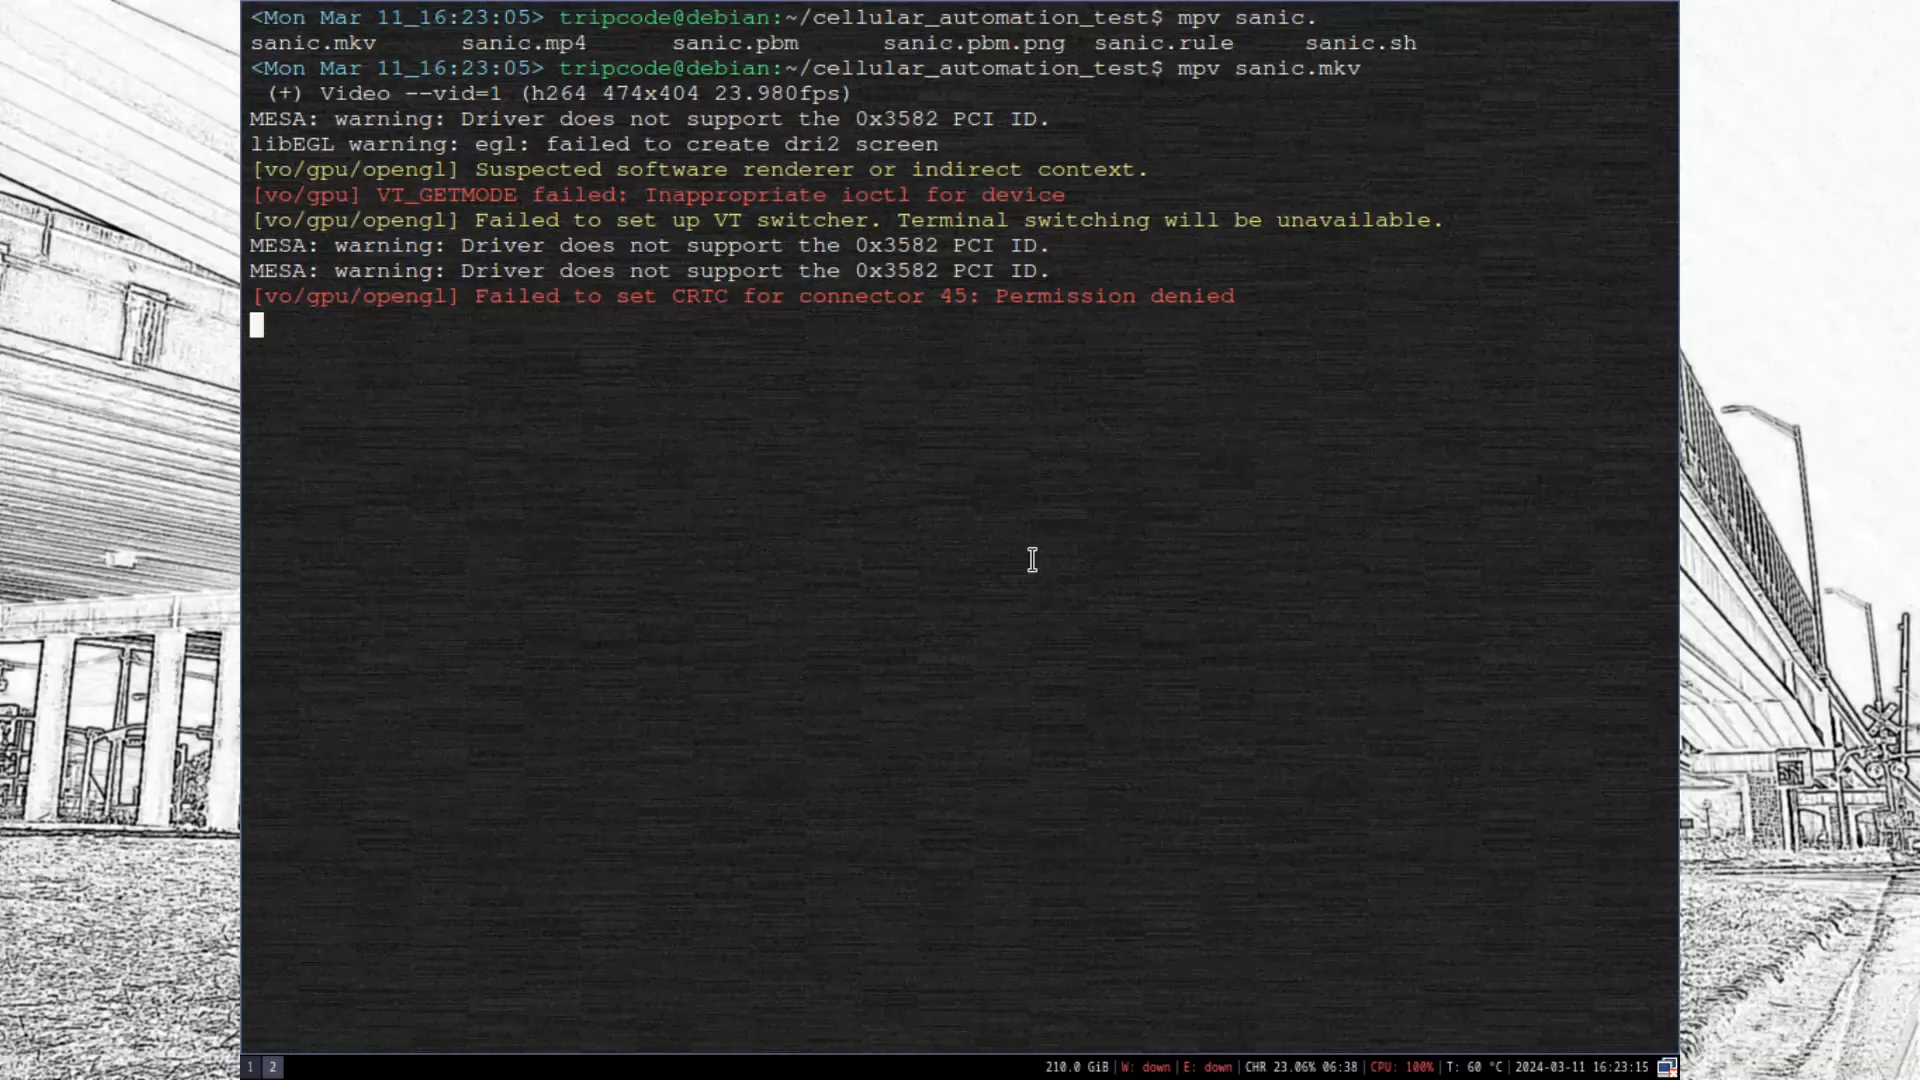 <Mon Mar 11_16:23:05> tripcode@debian:~/cellular_automation_test$ mpv sanic.
sanic.mkv sanic.mp4 sanic.pbm sanic.pbm.png sanic.rule sanic.sh
<Mon Mar 11_16:23:05> tripcode@debian:~/cellular_automation_test$ mpv sanic.mkv
(+) Video --vid=1 (h264 474x404 23.980fps)
MESA: warning: Driver does not support the 0x3582 PCI ID.
libEGL warning: egl: failed to create dri2 screen
[vo/gpu/opengl] Suspected software renderer or indirect context.
[vo/gpu] VT_GETMODE failed: Inappropriate ioctl for device
[vo/gpu/opengl] Failed to set up VT switcher. Terminal switching will be unavailable.
MESA: warning: Driver does not support the 0x3582 PCI ID.
MESA: warning: Driver does not support the 0x3582 PCI ID.
[vo/gpu/opengl] Failed to set CRTC for connector 45: Permission denied
1 2 210.0 GiB | W: down | E: down | CHR 23.06% 06:38 | CPU: 100% | T: 60 °C | 2024-03-11 16:23:15